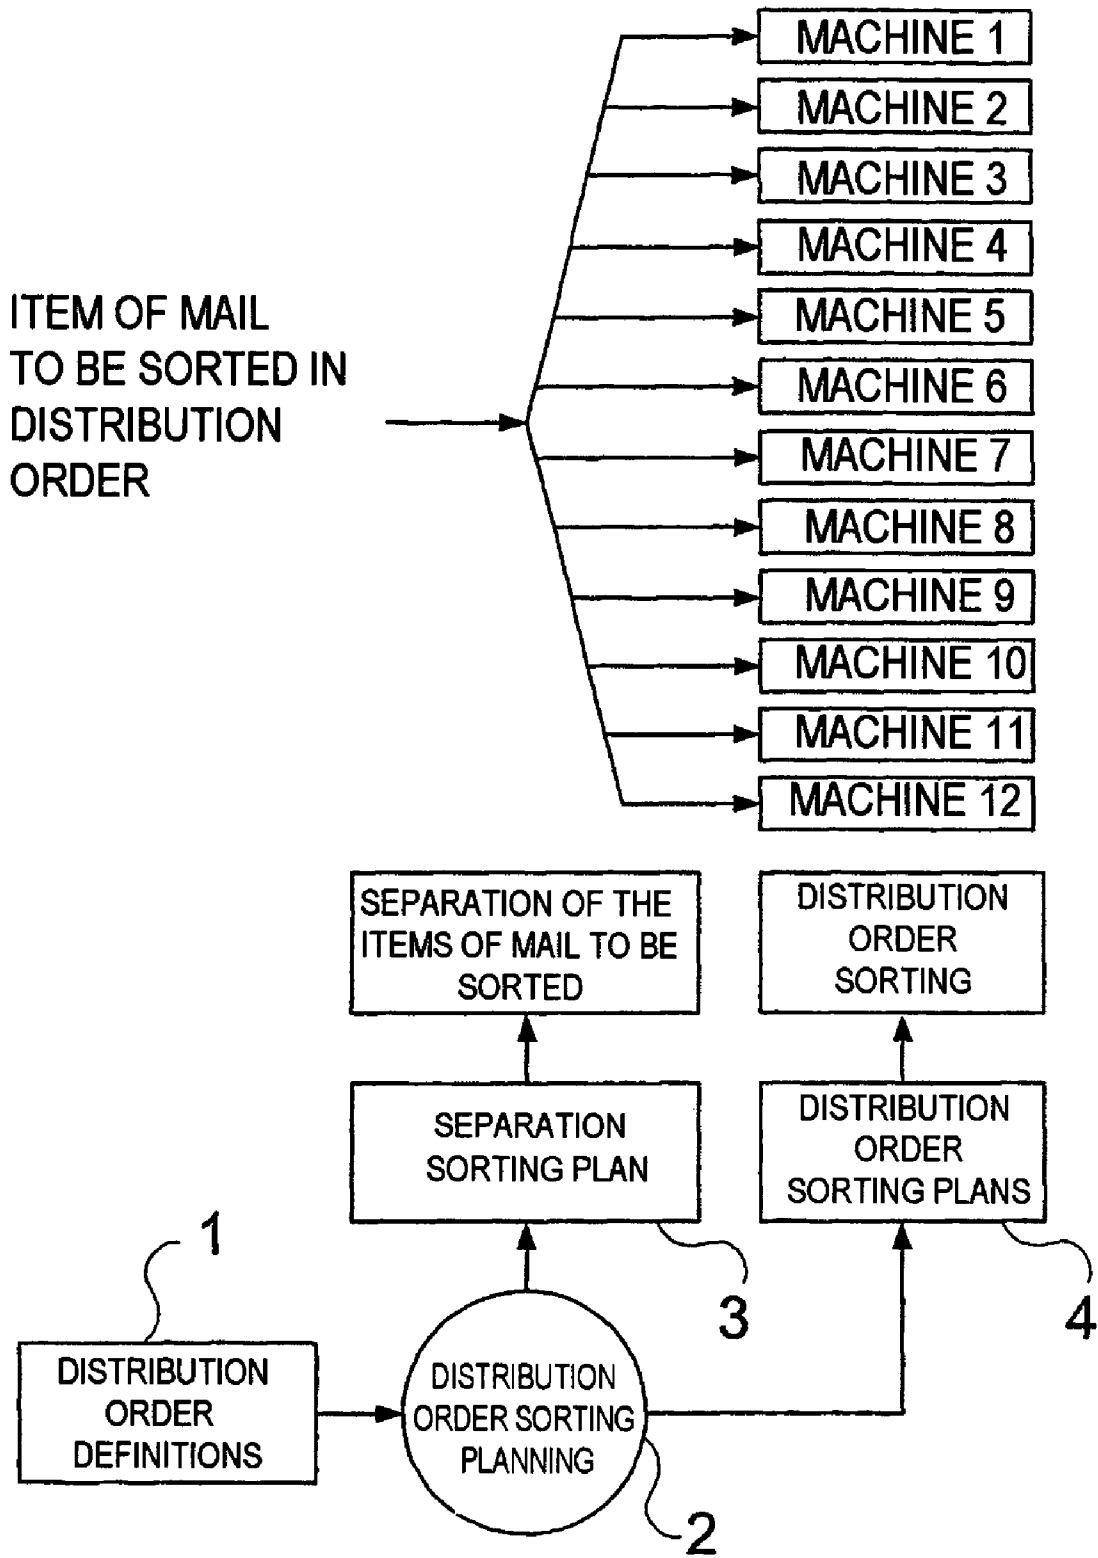 MACHINE 1
MACHINE 2
MACHINE 3
MACHINE 4
MACHINE 5
MACHINE 6
MACHINE 7
MACHINE 8
MACHINE 9
MACHINE 10
MACHINE 11
MACHINE 12
ITEM OF MAIL
TO BE SORTED IN
DISTRIBUTION
ORDER
SEPARATION OF THE
ITEMS OF MAIL TO BE
SORTED
DISTRIBUTION
ORDER
SORTING
SEPARATION
SORTING PLAN
3
DISTRIBUTION
ORDER
SORTING PLANS
4
1
DISTRIBUTION
ORDER
DEFINITIONS
DISTRIBUTION
ORDER SORTING
PLANNING
2